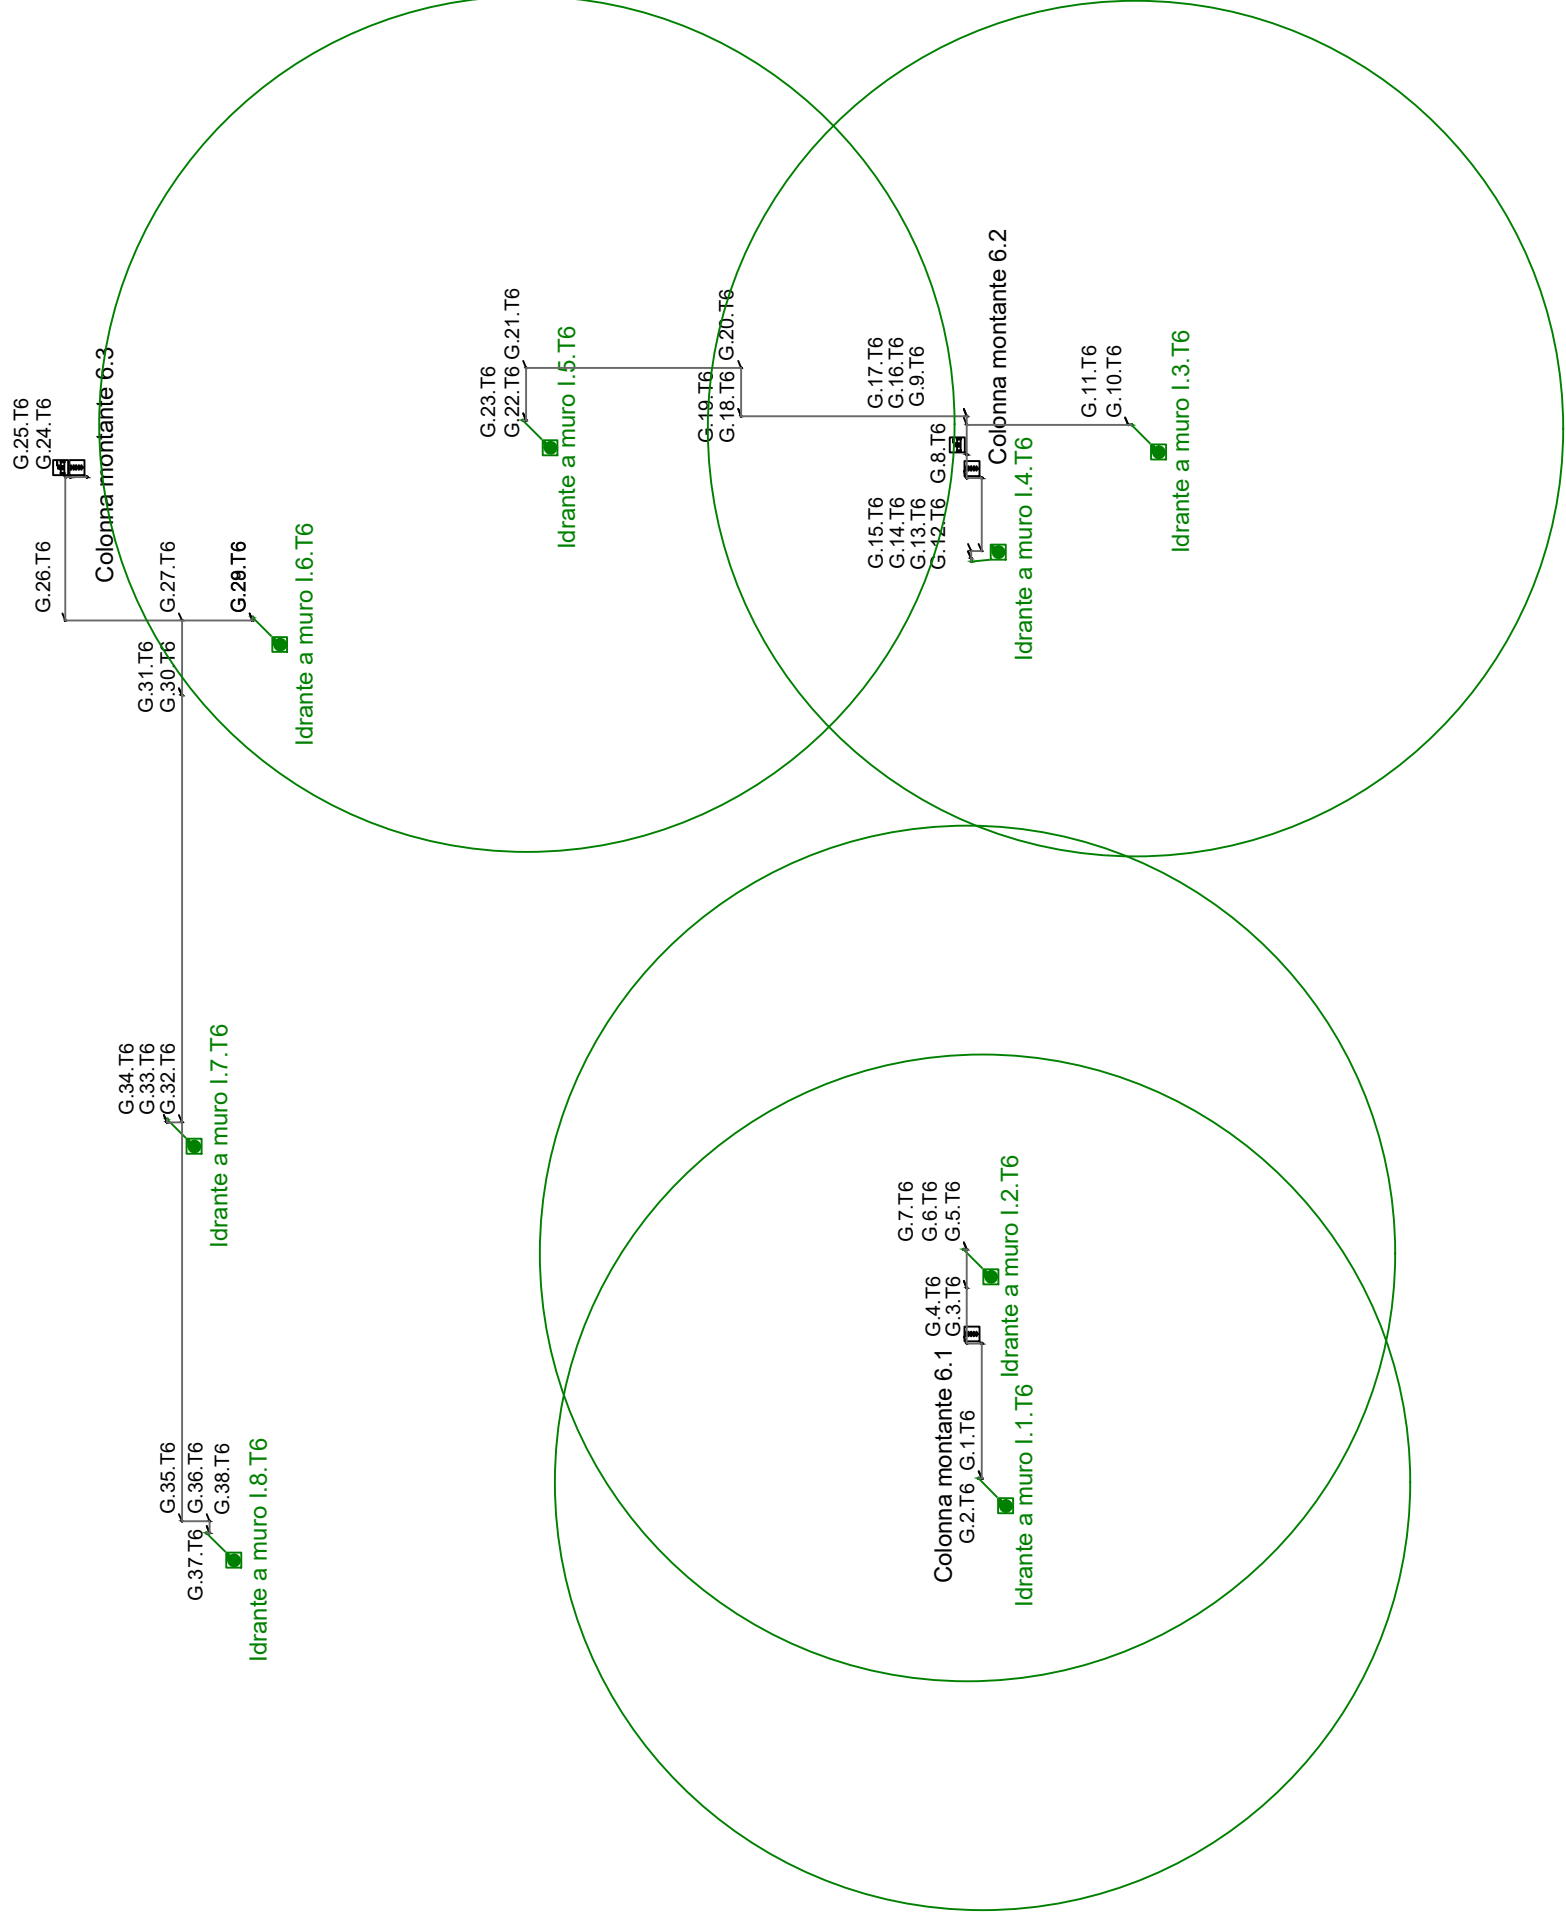 G.25.T6
G.24.T6
Colonna montante 6.3
G.26.T6
G.27.T6
G.29.T6
Idrante a muro I.6.T6
G.31.T6
G.30.T6
G.34.T6
G.33.T6
G.32.T6
Idrante a muro I.7.T6
G.35.T6
G.36.T6
G.38.T6
G.37.T6
Idrante a muro I.8.T6
G.23.T6
G.22.T6
G.21.T6
Idrante a muro I.5.T6
G.19.T6
G.18.T6
G.20.T6
G.17.T6
G.16.T6
G.9.T6
G.8.T6
Colonna montante 6.2
G.15.T6
G.14.T6
G.13.T6
G.12.T6
Idrante a muro I.4.T6
G.11.T6
G.10.T6
Idrante a muro I.3.T6
G.7.T6
G.6.T6
G.5.T6
G.4.T6
G.3.T6
Idrante a muro I.2.T6
Colonna montante 6.1
G.2.T6
G.1.T6
Idrante a muro I.1.T6